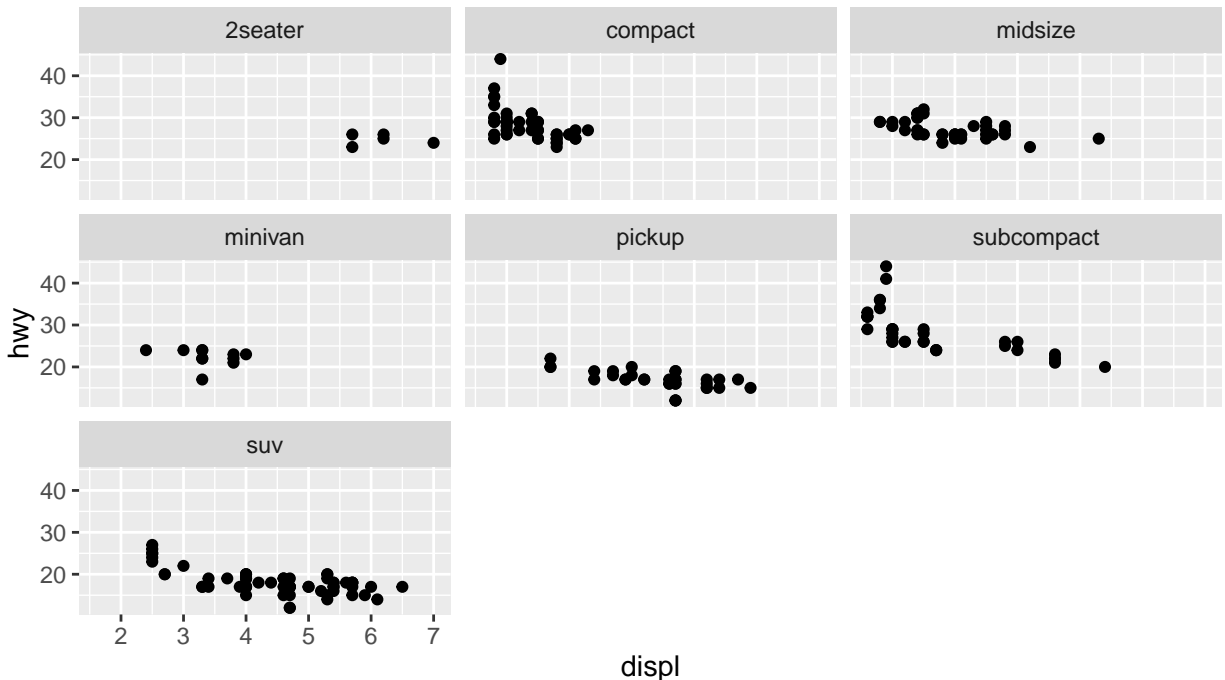 2seater
compact
midsize
40
30
20
minivan
pickup
subcompact
40
30
20
hwy
suv
40
30
20
2 3 4 5 6 7
displ